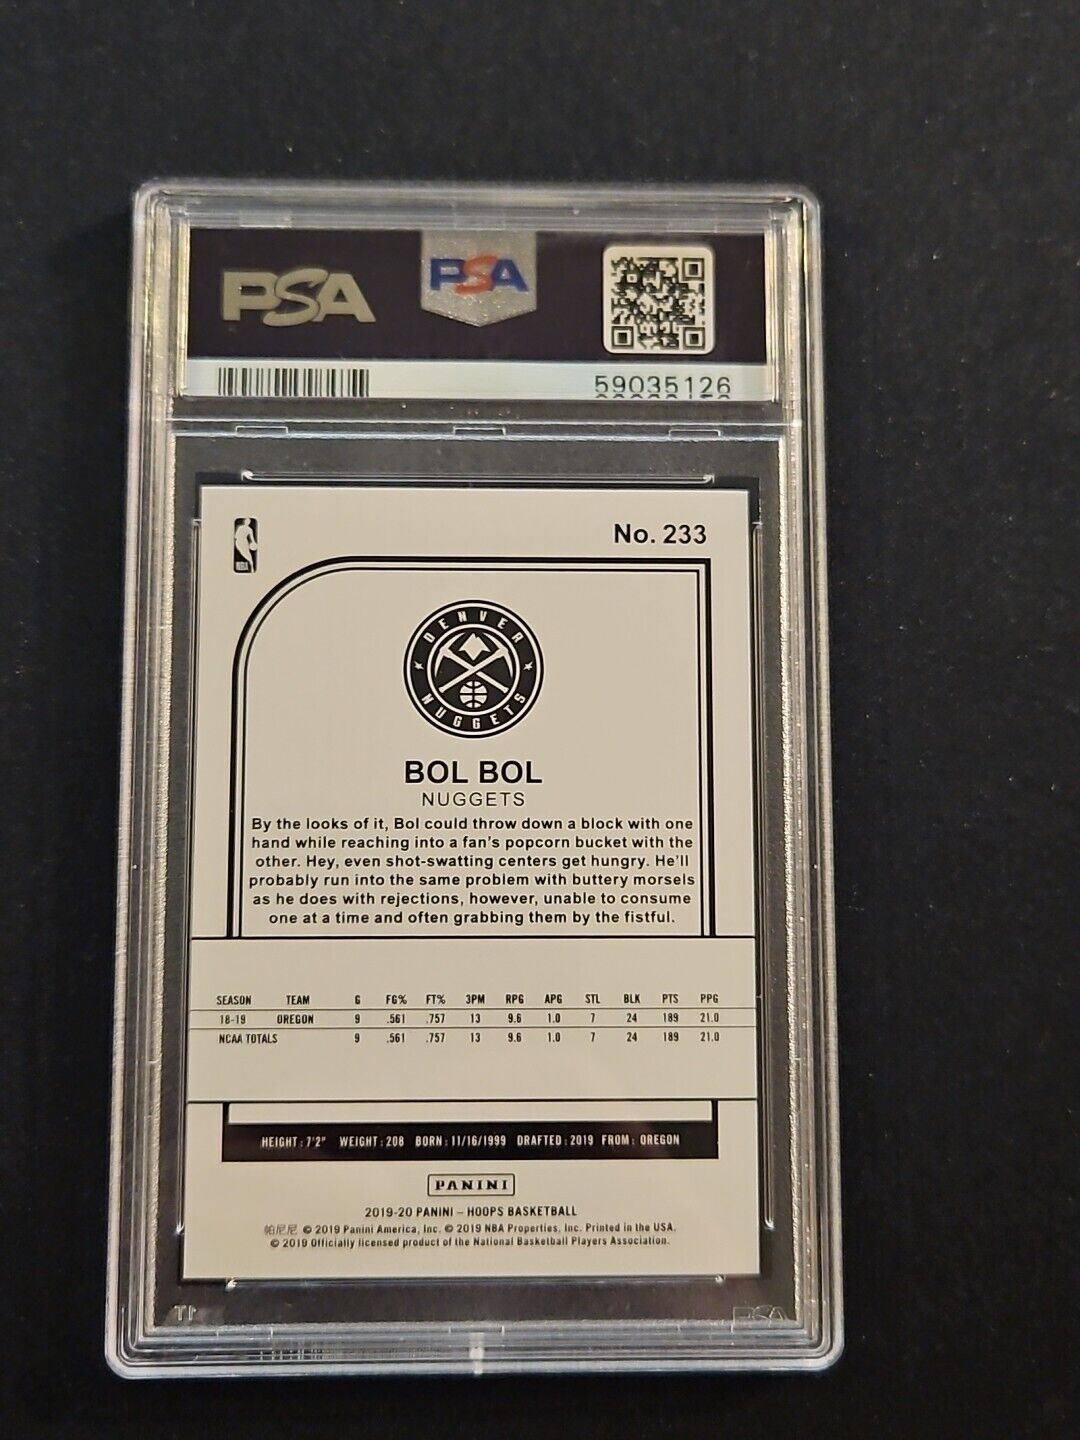 PSA PSA
59035126
No. 233
NBA
DENVER
NUGGETS
BOL BOL
NUGGETS
By the looks of it, Bol could throw down a block with one
hand while reaching into a fan's popcorn bucket with the
other. Hey, even shot-swatting centers get hungry. He'll
probably run into the same problem with buttery morsels
as he does with rejections, however, unable to consume
one at a time and often grabbing them by the fistful.
SEASON TEAM G FG% FT% 3PM RPG APG STL BLK PTS PPG
18-19 OREGON 9 .561 .757 13 9.6 1.0 7 24 189 21.0
NCAA TOTALS 9 .561 .757 13 9.6 1.0 7 24 189 21.0
HEIGHT: 7'2" WEIGHT: 208 BORN: 11/16/1999 DRAFTED: 2019 FROM: OREGON
PANINI
2019-20 PANINI – HOOPS BASKETBALL
帕尼尼 © 2019 Panini America, Inc. © 2019 NBA Properties, Inc. Printed in the USA.
© 2019 Officially licensed product of the National Basketball Players Association.
PSA